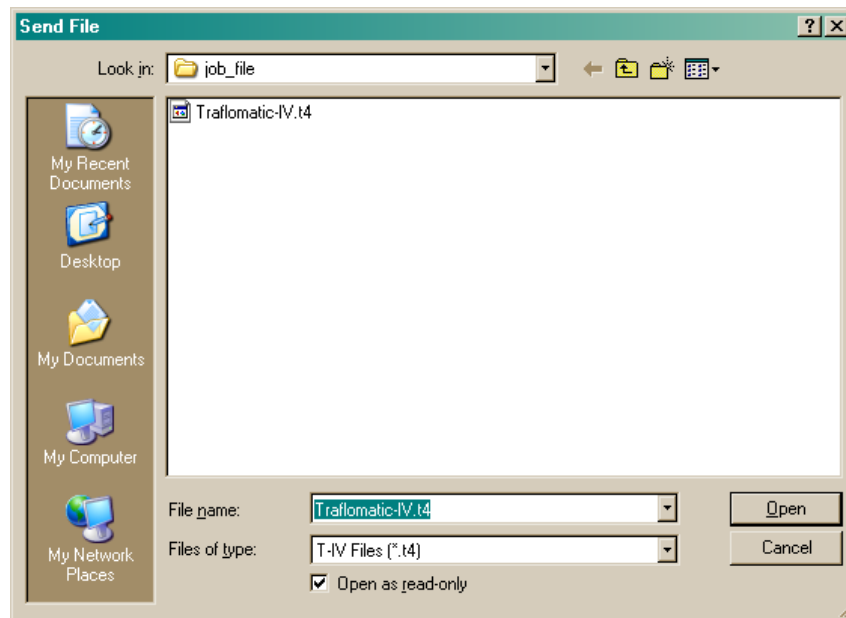 Send File
Look in:
job_file
Traflomatic-IV.t4
My Recent
Documents
Desktop
My Documents
My Computer
My Network
Places
File name:
Traflomatic-IV.t4
Open
Files of type:
T-IV Files (*.t4)
Cancel
Open as read-only